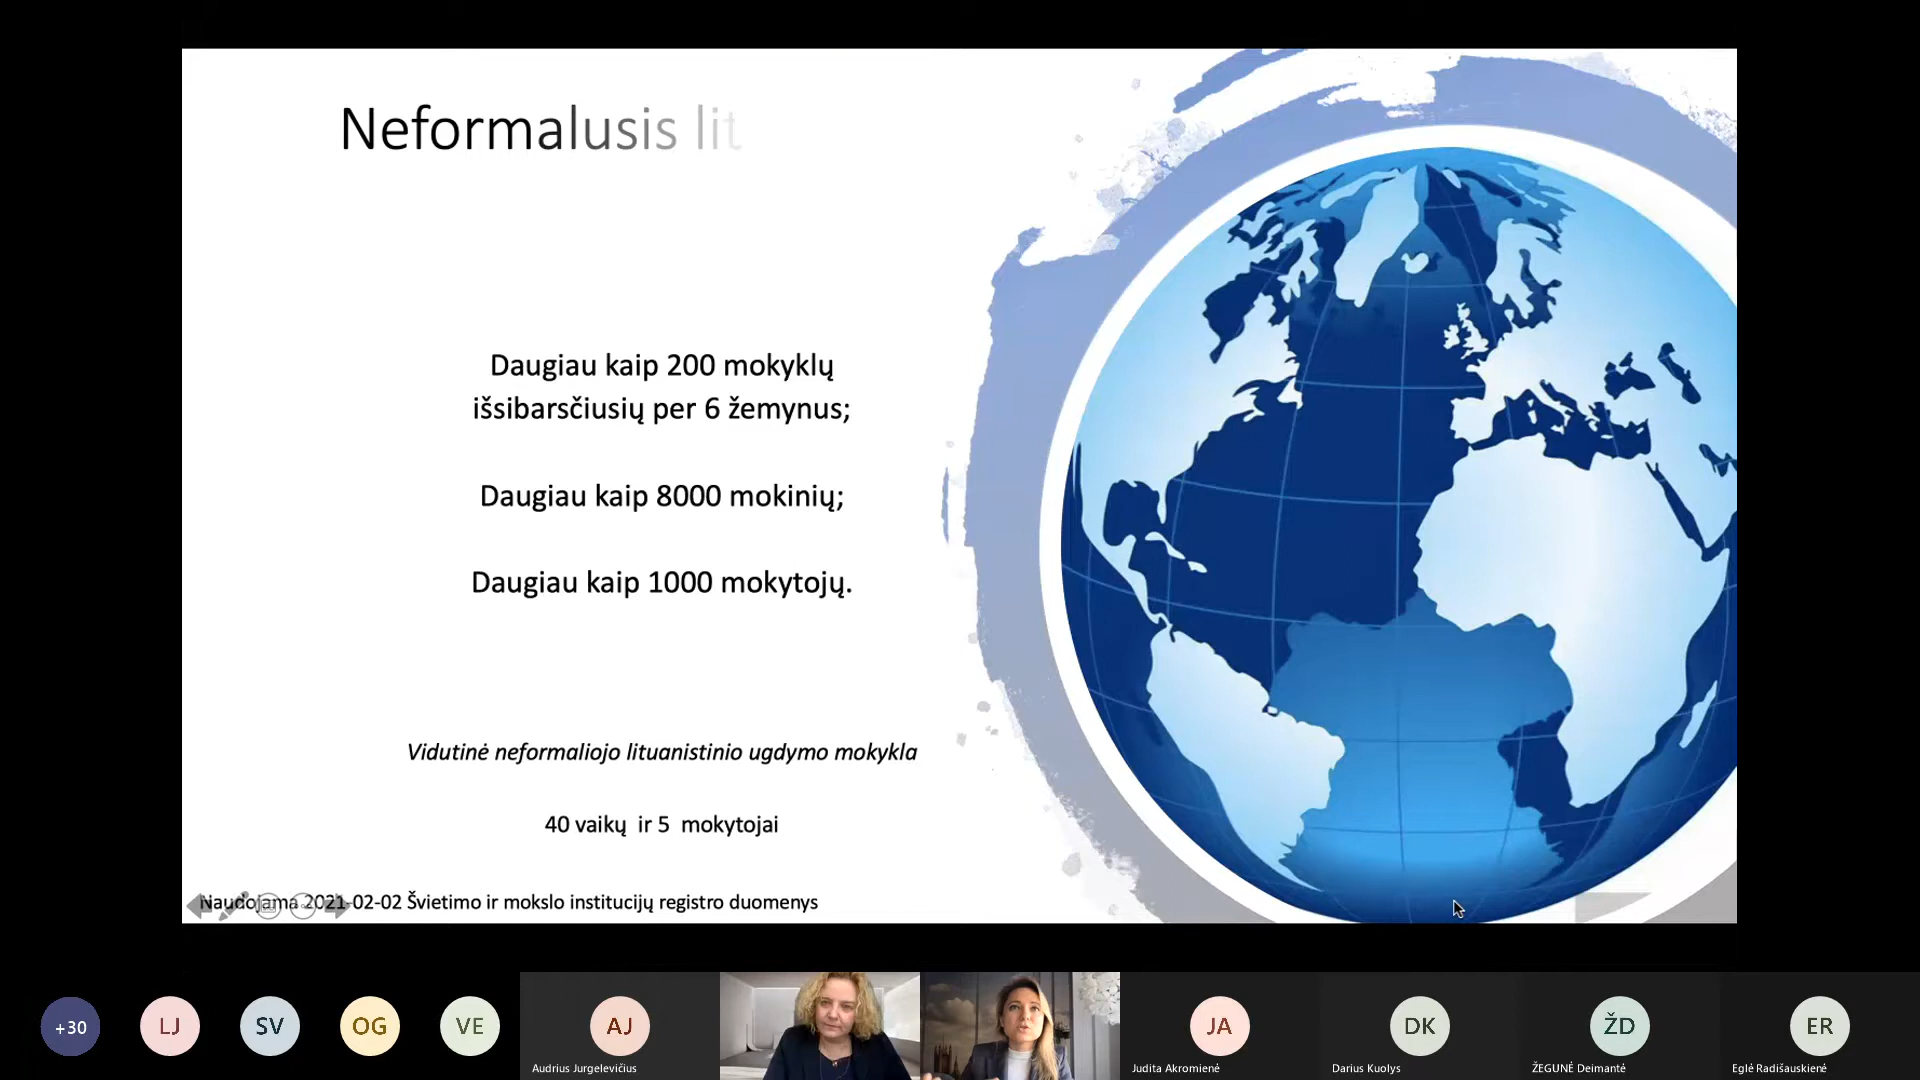 Neformalusis lit
Daugiau kaip 200 mokyklų
išsibarsčiusių per 6 žemynus;
Daugiau kaip 8000 mokinių;
Daugiau kaip 1000 mokytojų.
Vidutinė neformaliojo lituanistinio ugdymo mokykla
40 vaikų ir 5 mokytojai
Naudojama 2021-02-02 Švietimo ir mokslo institucijų registro duomenys
+30
LJ
SV
OG
VE
AJ
Audrius Jurgelevičius
JA
Judita Akromienė
DK
Darius Kuolys
ŽD
ŽEGUNĖ Deimantė
ER
Eglė Radišauskienė